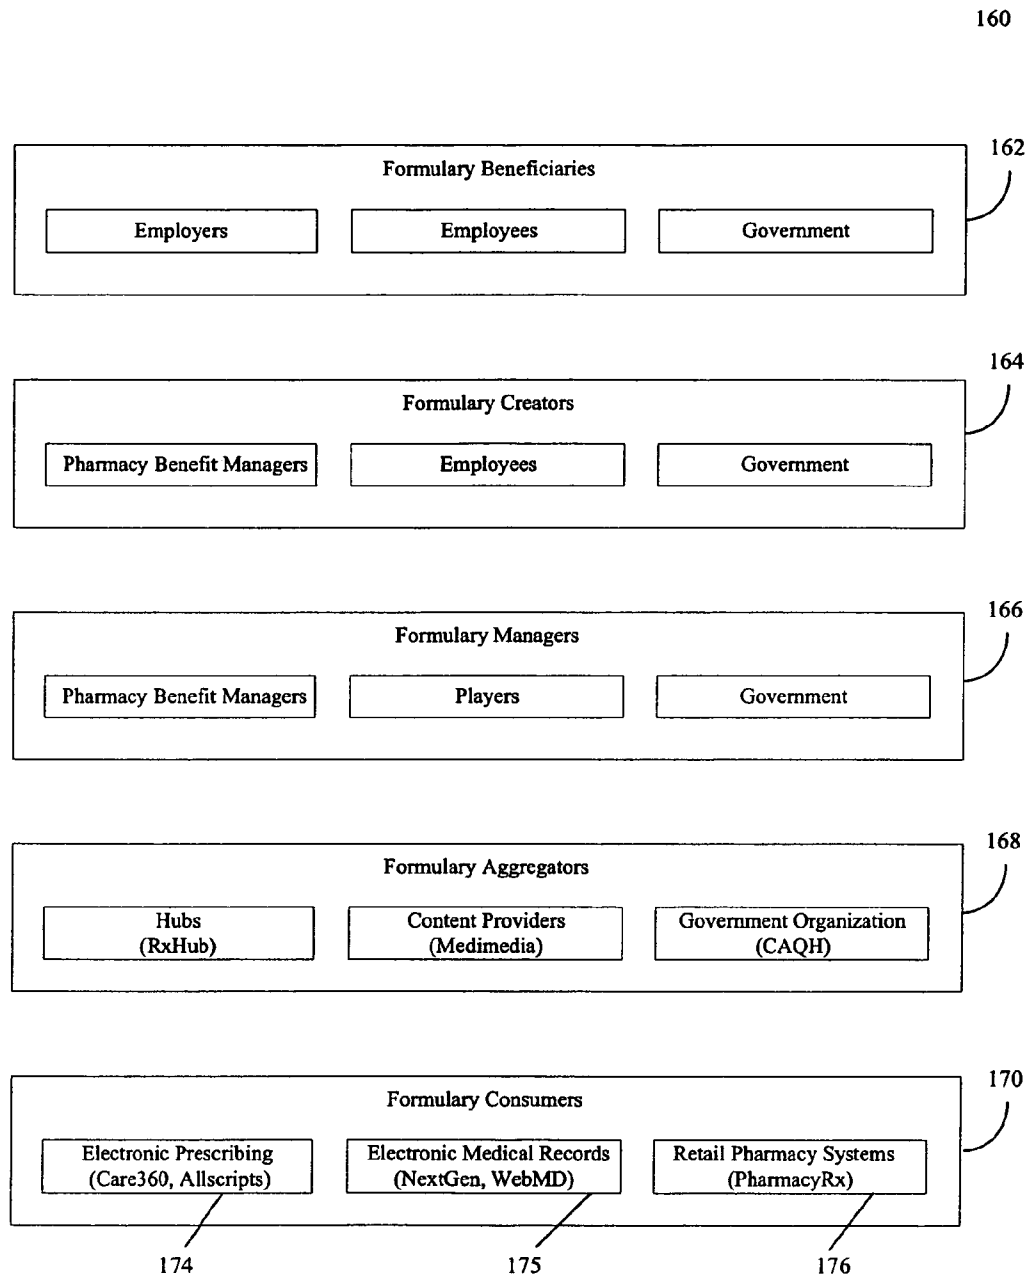 160
162
Formulary Beneficiaries
Employers
Employees
Government
164
Formulary Creators
Pharmacy Benefit Managers
Employees
Government
166
Formulary Managers
Pharmacy Benefit Managers
Players
Government
168
Formulary Aggregators
Hubs
(RxHub)
Content Providers
(Medimedia)
Government Organization
(CAQH)
170
Formulary Consumers
Electronic Prescribing
(Care360, Allscripts)
Electronic Medical Records
(NextGen, WebMD)
Retail Pharmacy Systems
(PharmacyRx)
174
175
176